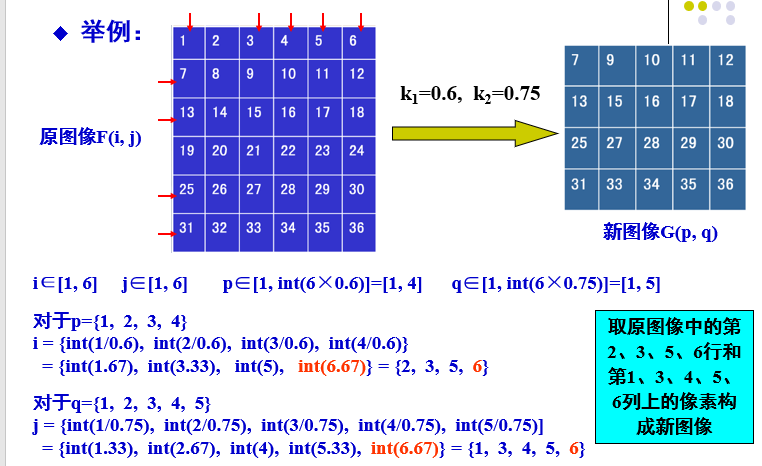 ◆ 举例：
1 2 3 4 5 6
7 8 9 10 11 12
13 14 15 16 17 18
19 20 21 22 23 24
25 26 27 28 29 30
31 32 33 34 35 36
原图像F(i, j)
k₁=0.6, k₂=0.75
7 9 10 11 12
13 15 16 17 18
25 27 28 29 30
31 33 34 35 36
新图像G(p, q)
i∈[1, 6] j∈[1, 6] p∈[1, int(6×0.6)]=[1, 4] q∈[1, int(6×0.75)]=[1, 5]
对于p={1, 2, 3, 4}
i = {int(1/0.6), int(2/0.6), int(3/0.6), int(4/0.6)}
= {int(1.67), int(3.33), int(5), int(6.67)} = {2, 3, 5, 6}
对于q={1, 2, 3, 4, 5}
j = {int(1/0.75), int(2/0.75), int(3/0.75), int(4/0.75), int(5/0.75)]
= {int(1.33), int(2.67), int(4), int(5.33), int(6.67)} = {1, 3, 4, 5, 6}
取原图像中的第
2、3、5、6行和
第1、3、4、5、
6列上的像素构
成新图像